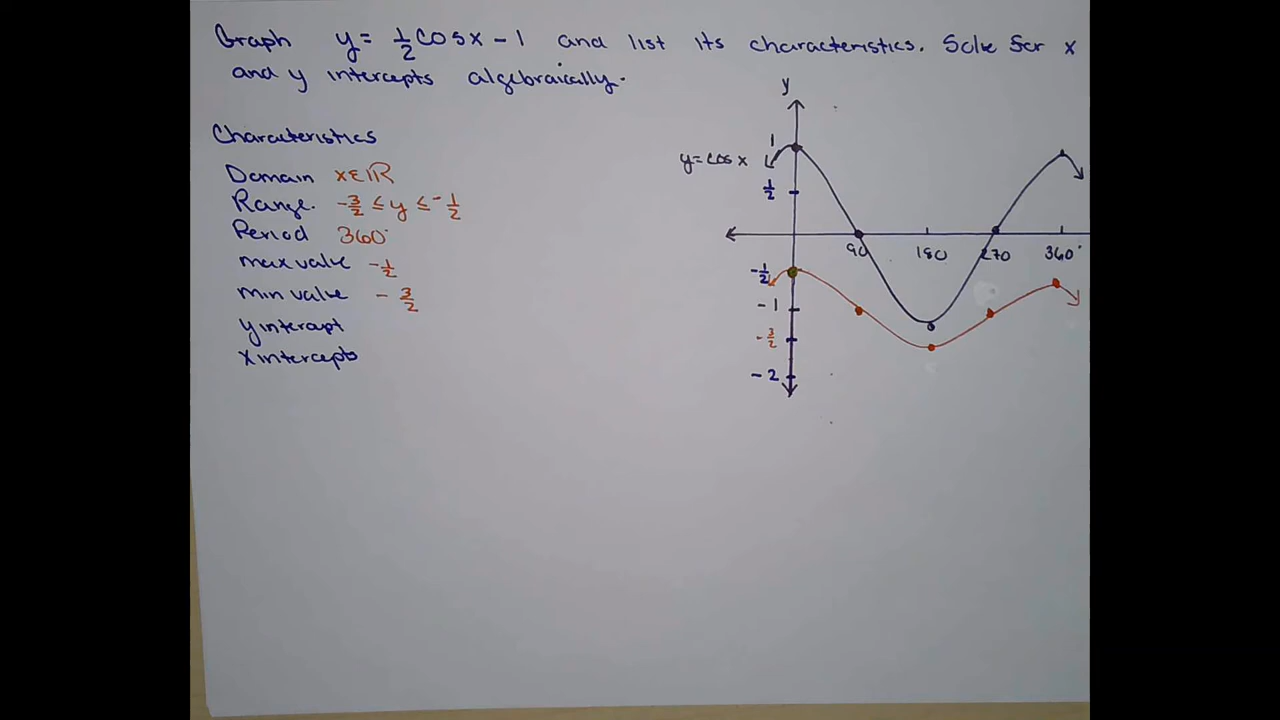 Graph y = 1/2 cos x - 1 and list its characteristics. Solve for x
and y intercepts algebraically.
Characteristics
Domain x∈ℝ
Range. -3/2 ≤ y ≤ -1/2
Period 360°
max value -1/2
min value - 3/2
y intercept
x intercepts
y
1
y = cos x
1/2
90 180 270 360°
-1/2
- 1
- 3/2
- 2